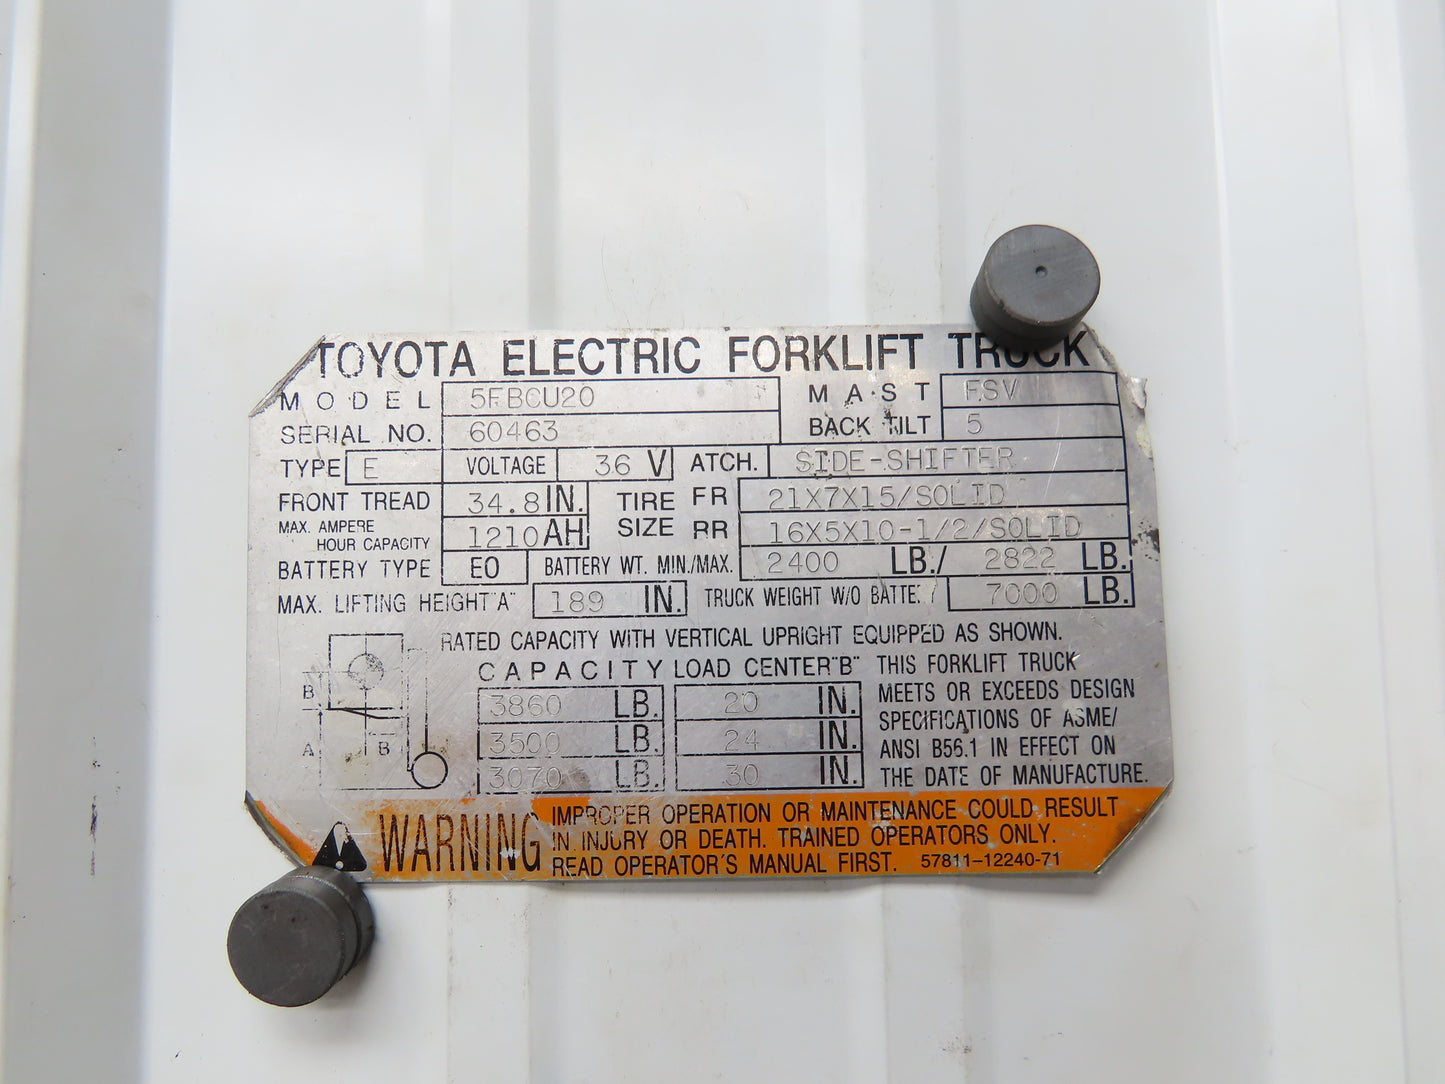 TOYOTA ELECTRIC FORKLIFT TRUCK
MODEL 5FBCU20 MAST FSV
SERIAL NO. 60463 BACK TILT 5
TYPE E VOLTAGE 36 V ATCH. SIDE-SHIFTER
FRONT TREAD 34.8 IN. TIRE SIZE FR 21X7X15/SOLID
MAX. AMPERE HOUR CAPACITY 1210 AH RR 16X5X10-1/2/SOLID
BATTERY TYPE EO BATTERY WT. MIN./MAX. 2400 LB./ 2822 LB.
MAX. LIFTING HEIGHT "A" 189 IN. TRUCK WEIGHT W/O BATTERY 7000 LB.
RATED CAPACITY WITH VERTICAL UPRIGHT EQUIPPED AS SHOWN.
CAPACITY LOAD CENTER "B"
3860 LB. 20 IN.
3500 LB. 24 IN.
3070 LB. 30 IN.
B
A
B
THIS FORKLIFT TRUCK
MEETS OR EXCEEDS DESIGN
SPECIFICATIONS OF ASME/
ANSI B56.1 IN EFFECT ON
THE DATE OF MANUFACTURE.
WARNING
IMPROPER OPERATION OR MAINTENANCE COULD RESULT
IN INJURY OR DEATH. TRAINED OPERATORS ONLY.
READ OPERATOR'S MANUAL FIRST. 57811-12240-71